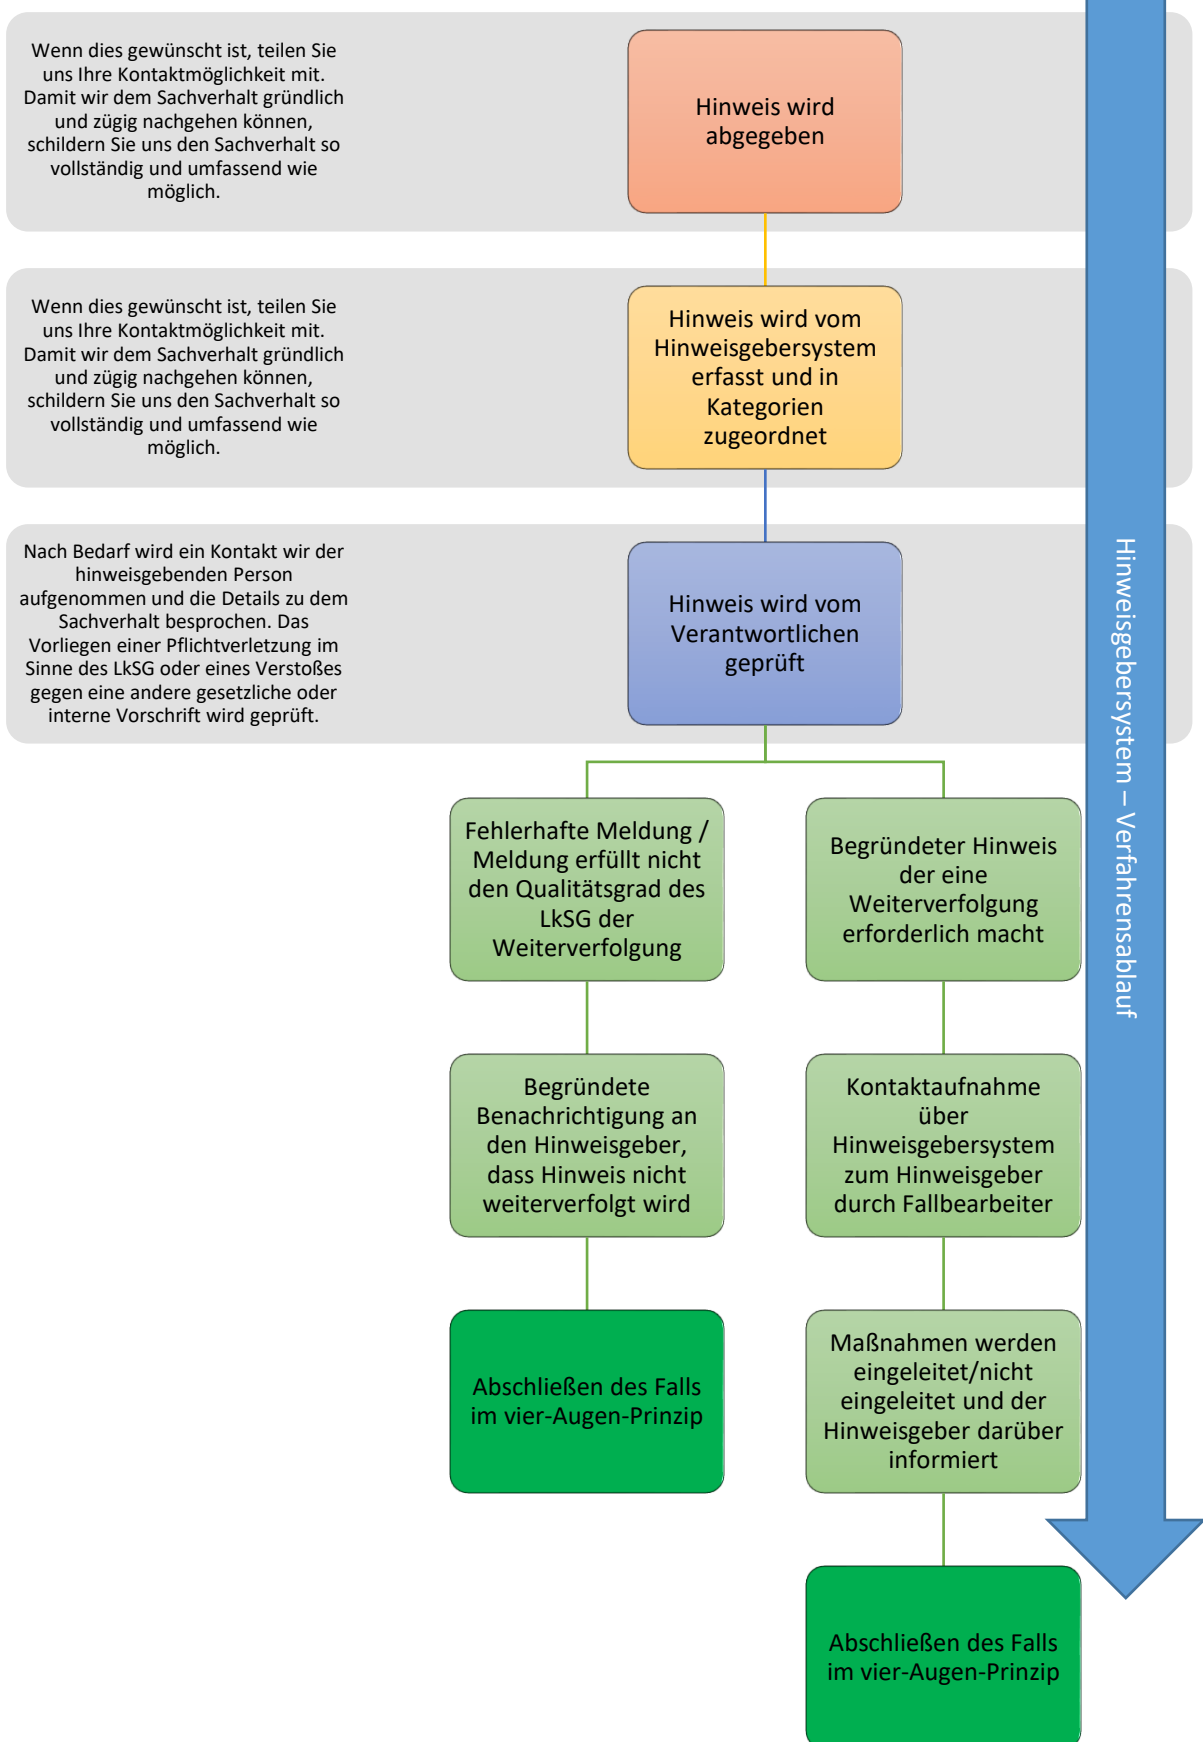 Wenn dies gewünscht ist, teilen Sie
uns Ihre Kontaktmöglichkeit mit.
Damit wir dem Sachverhalt gründlich
und zügig nachgehen können,
schildern Sie uns den Sachverhalt so
vollständig und umfassend wie
möglich.
Hinweis wird
abgegeben
Wenn dies gewünscht ist, teilen Sie
uns Ihre Kontaktmöglichkeit mit.
Damit wir dem Sachverhalt gründlich
und zügig nachgehen können,
schildern Sie uns den Sachverhalt so
vollständig und umfassend wie
möglich.
Hinweis wird vom
Hinweisgebersystem
erfasst und in
Kategorien
zugeordnet
Nach Bedarf wird ein Kontakt wir der
hinweisgebenden Person
aufgenommen und die Details zu dem
Sachverhalt besprochen. Das
Vorliegen einer Pflichtverletzung im
Sinne des LkSG oder eines Verstoßes
gegen eine andere gesetzliche oder
interne Vorschrift wird geprüft.
Hinweis wird vom
Verantwortlichen
geprüft
Hinweisgebersystem – Verfahrensablauf
Fehlerhafte Meldung /
Meldung erfüllt nicht
den Qualitätsgrad des
LkSG der
Weiterverfolgung
Begründeter Hinweis
der eine
Weiterverfolgung
erforderlich macht
Begründete
Benachrichtigung an
den Hinweisgeber,
dass Hinweis nicht
weiterverfolgt wird
Kontaktaufnahme
über
Hinweisgebersystem
zum Hinweisgeber
durch Fallbearbeiter
Abschließen des Falls
im vier-Augen-Prinzip
Maßnahmen werden
eingeleitet/nicht
eingeleitet und der
Hinweisgeber darüber
informiert
Abschließen des Falls
im vier-Augen-Prinzip